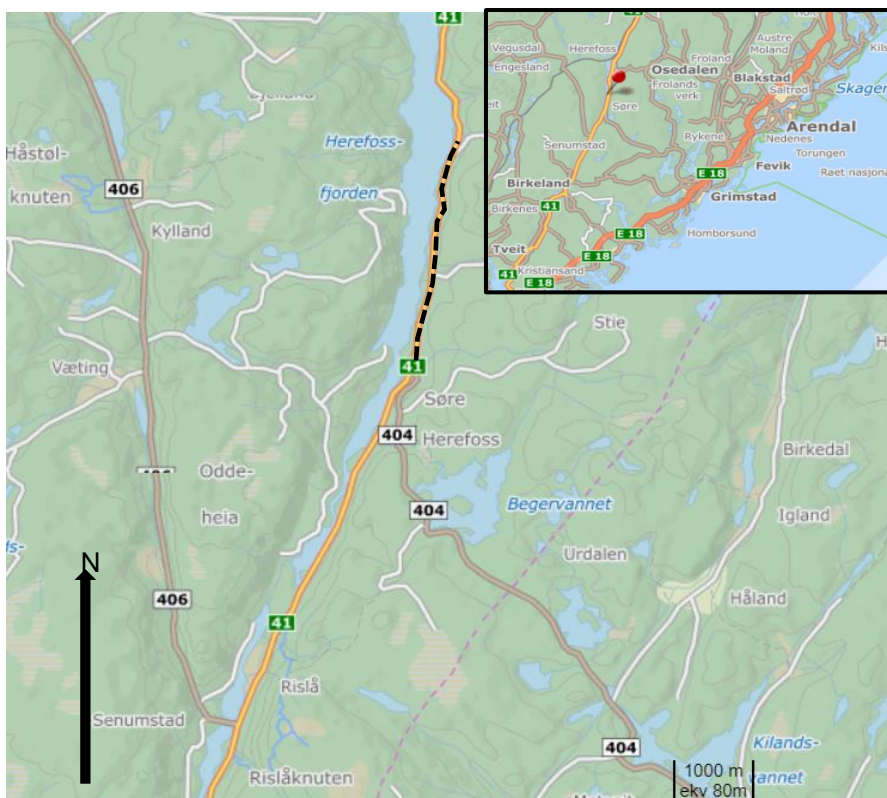 41
Herefoss-
fjorden
Håstøl-
knuten
406
Kylland
Væting
41
Stie
Søre
Herefoss
404
Odde-
heia
404
Begervannet
Birkedal
Igland
Urdalen
Håland
N
406
41
Rislå
Senumstad
404
Kilands-
vannet
Rislåknuten
1000 m
ekv 80m
41
Vegusdal
Herefoss
Engesland
Froland
Austre
Moland
Osedalen
Blakstad
Frolands
verk
Saltrød
Skager
Søre
Arendal
Rykene
Nedenes
Torungen
Senumstad
Fevik
Raet nasjona
E 18
Birkeland
Grimstad
Birkenes
41
Homborsund
E 18
Tveit
E 18
41
Kristiansand
E 18